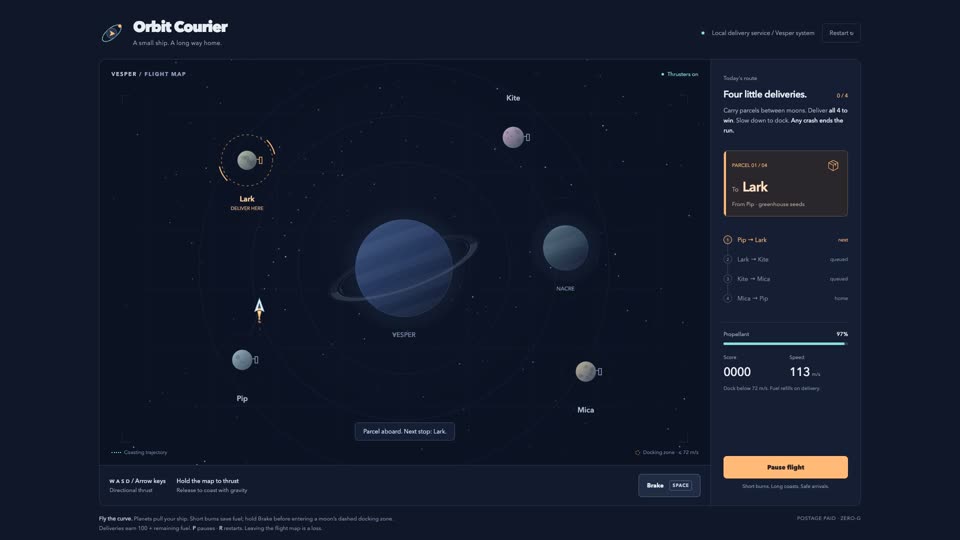 Orbit Courier
A small ship. A long way home.
Local delivery service / Vesper system
Restart
VESPER / FLIGHT MAP
Thrusters on
Kite
Lark
DELIVER HERE
NACRE
VESPER
Pip
Mica
Parcel aboard. Next stop: Lark.
Coasting trajectory
Docking zone · ≤ 72 m/s
W A S D / Arrow keys
Directional thrust
Hold the map to thrust
Release to coast with gravity
Brake SPACE
Today's route
Four little deliveries. 0 / 4
Carry parcels between moons. Deliver all 4 to
win. Slow down to dock. Any crash ends the
run.
PARCEL 01 / 04
To Lark
From Pip · greenhouse seeds
1 Pip → Lark next
2 Lark → Kite queued
3 Kite → Mica queued
4 Mica → Pip home
Propellant 97%
Score Speed
0000 113 m/s
Dock below 72 m/s. Fuel refills on delivery.
Pause flight
Short burns. Long coasts. Safe arrivals.
Fly the curve. Planets pull your ship. Short burns save fuel; hold Brake before entering a moon's dashed docking zone.
Deliveries earn 100 + remaining fuel. P pauses · R restarts. Leaving the flight map is a loss.
POSTAGE PAID · ZERO-G